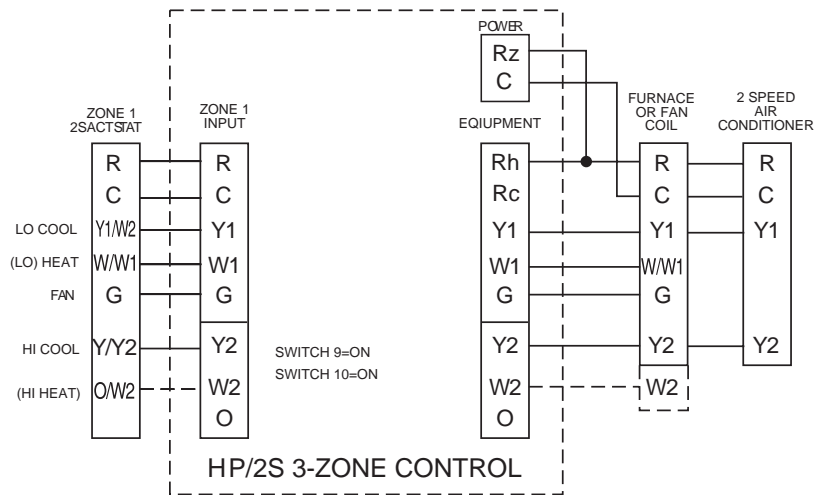 POWER
Rz
C
ZONE 1
2SACTSTAT
R
C
Y1/W2
W/W1
G
Y/Y2
O/W2
LO COOL
(LO) HEAT
FAN
HI COOL
(HI HEAT)
ZONE 1
INPUT
R
C
Y1
W1
G
Y2
W2
O
SWITCH 9=ON
SWITCH 10=ON
EQIUPMENT
Rh
Rc
Y1
W1
G
Y2
W2
O
FURNACE
OR FAN
COIL
R
C
Y1
W/W1
G
Y2
W2
2 SPEED
AIR
CONDITIONER
R
C
Y1
Y2
HP/2S 3-ZONE CONTROL